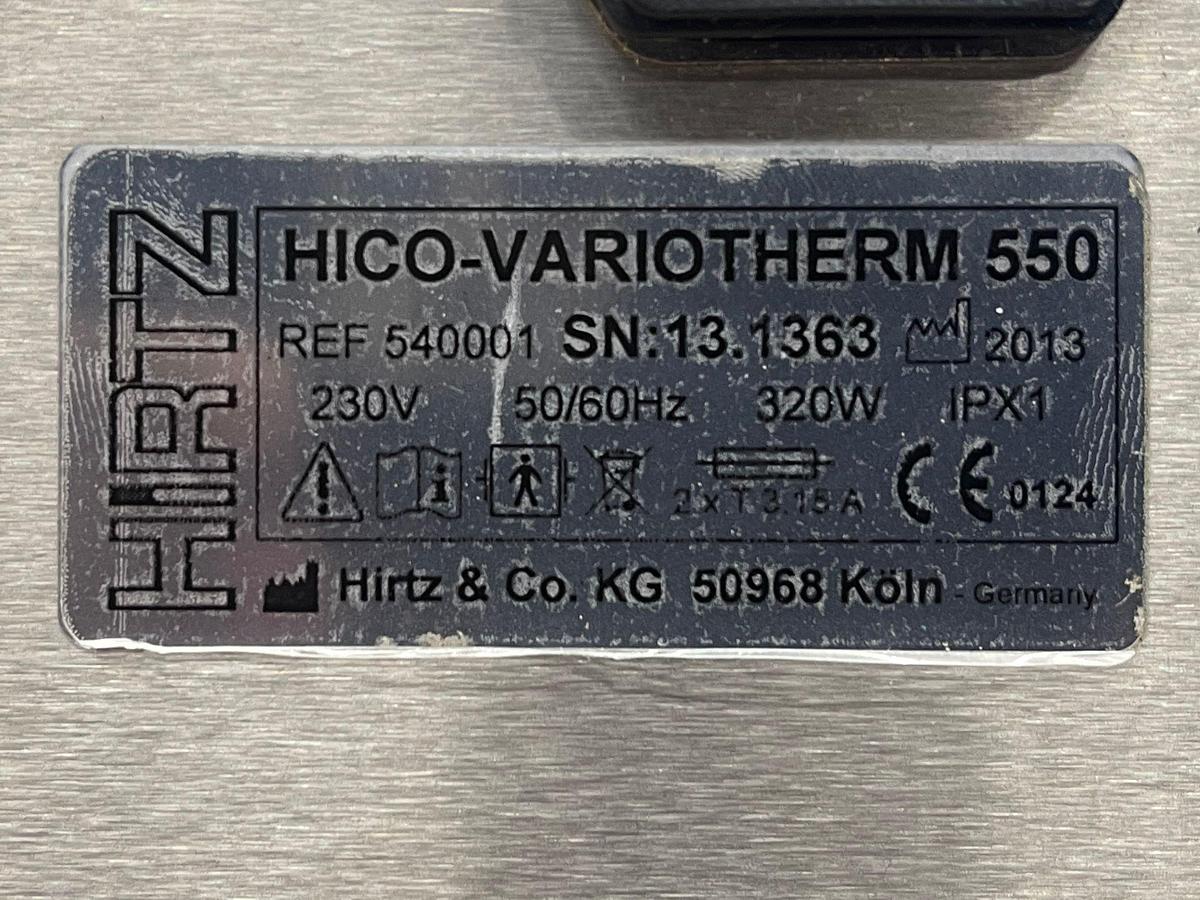 HIRTZ
HICO-VARIOTHERM 550
REF 540001 SN:13.1363 2013
230V 50/60Hz 320W IPX1
2 x T 3.15 A CE 0124
Hirtz & Co. KG 50968 Köln - Germany